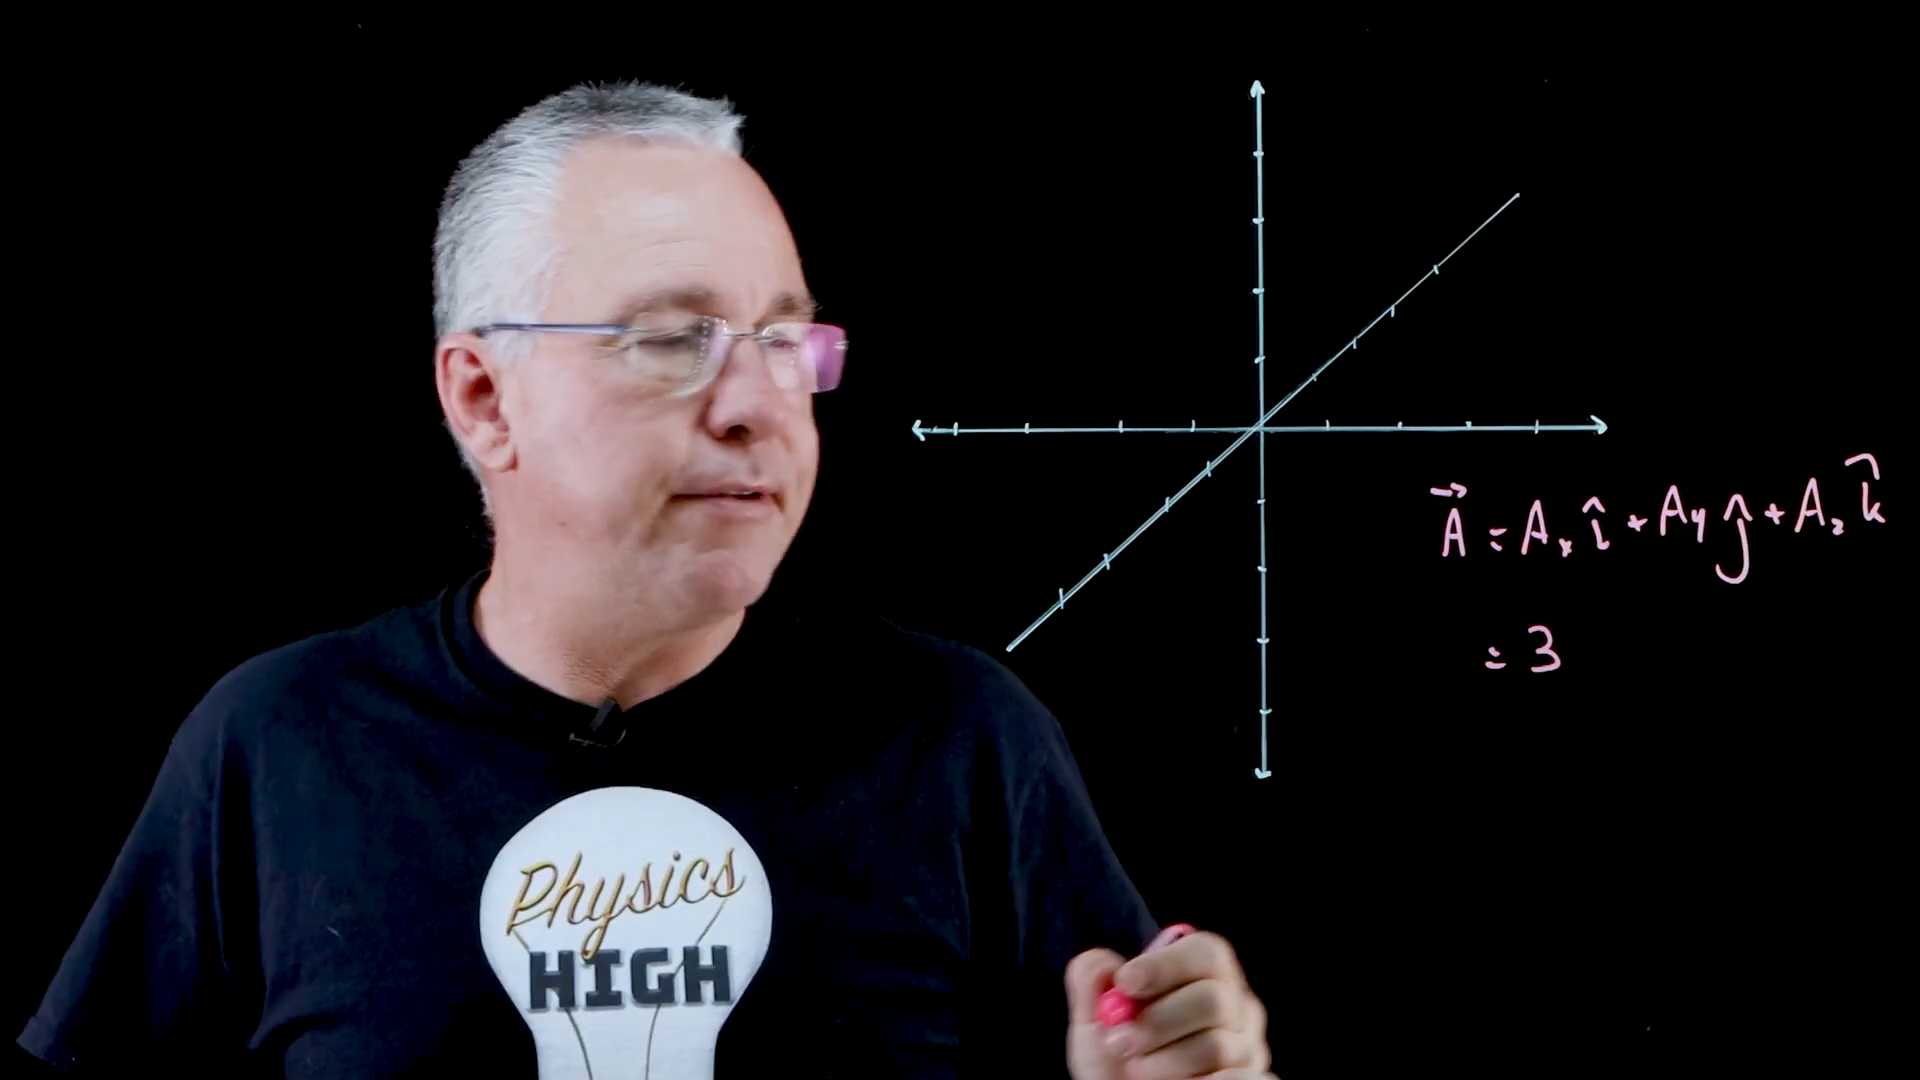 A⃗ = Aₓ î + Aᵧ ĵ + A_z k̂
= 3
Physics
HIGH